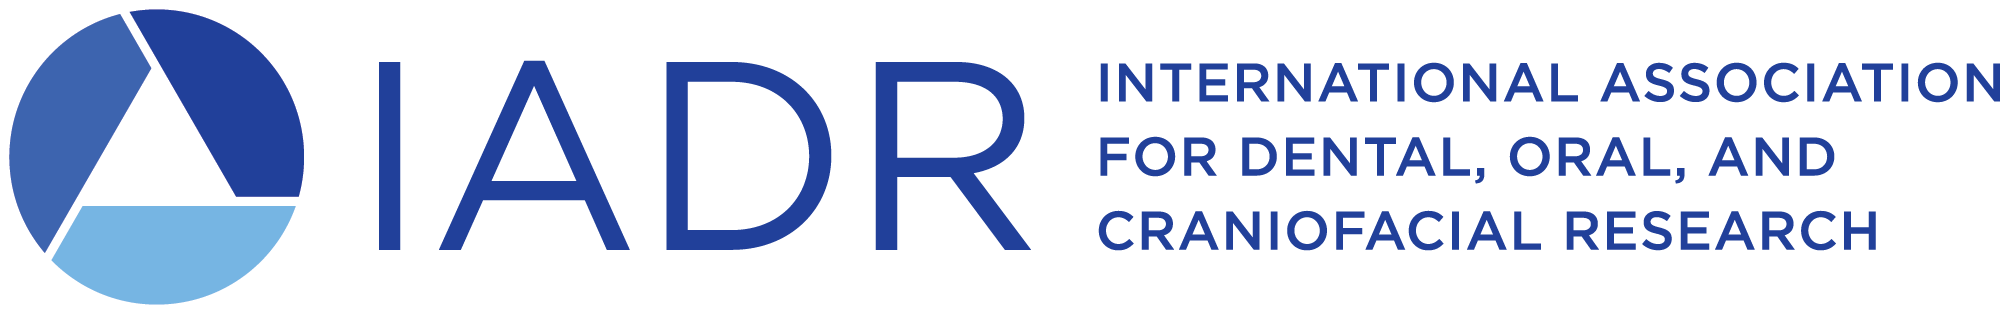 IADR
INTERNATIONAL ASSOCIATION
FOR DENTAL, ORAL, AND
CRANIOFACIAL RESEARCH